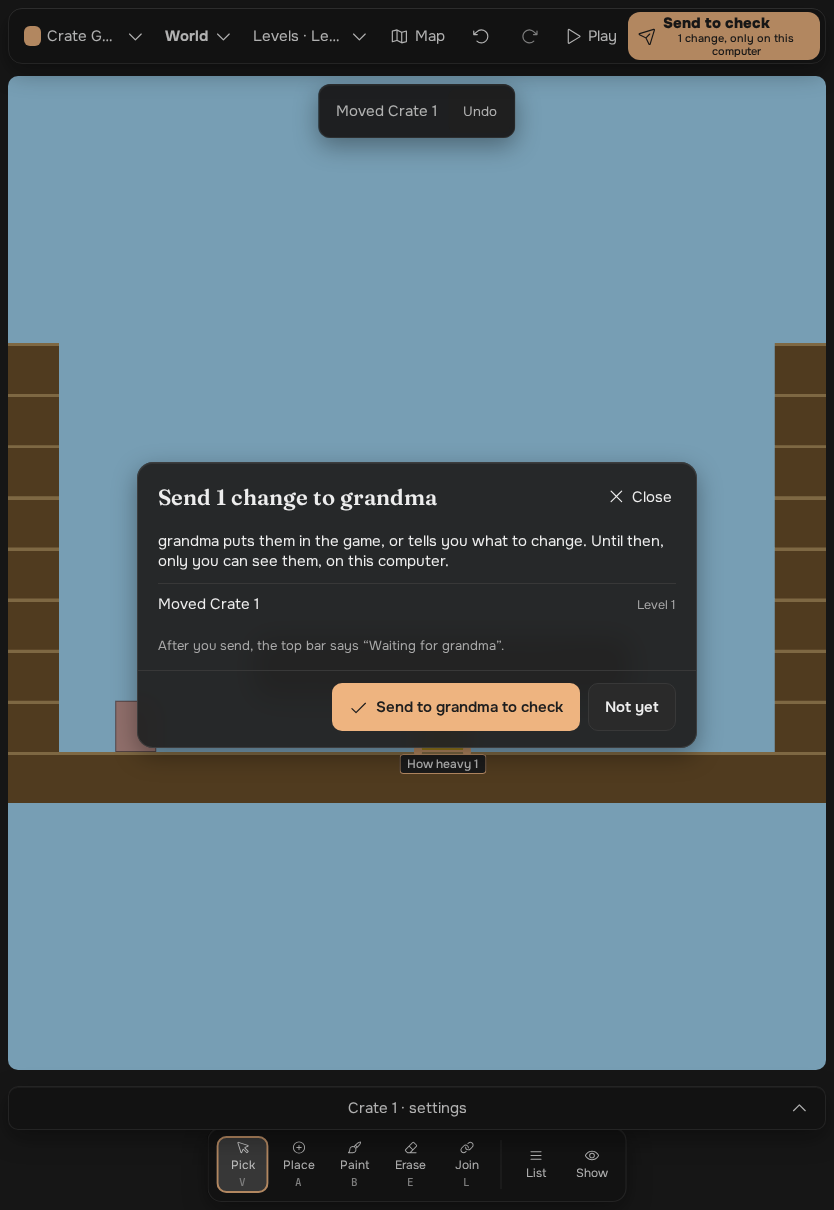 Crate G...
World
Levels · Le...
Map
Play
Send to check
1 change, only on this
computer
Moved Crate 1
Undo
Send 1 change to grandma
Close
grandma puts them in the game, or tells you what to change. Until then,
only you can see them, on this computer.
Moved Crate 1
Level 1
After you send, the top bar says “Waiting for grandma”.
Send to grandma to check
Not yet
How heavy 1
Crate 1 · settings
Pick
V
Place
A
Paint
B
Erase
E
Join
L
List
Show